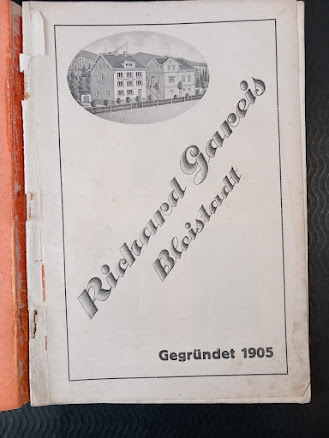 Richard Gareis
Bleistadt
Gegründet 1905